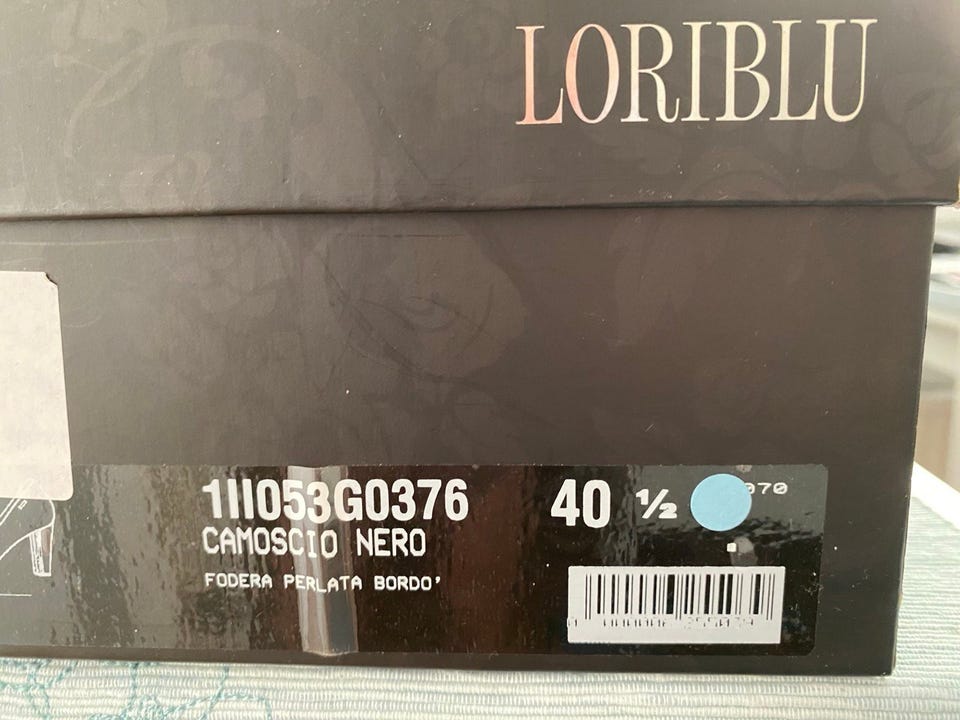 LORIBLU
1II053G0376
40 ½
CAMOSCIO NERO
FODERA PERLATA BORDO'